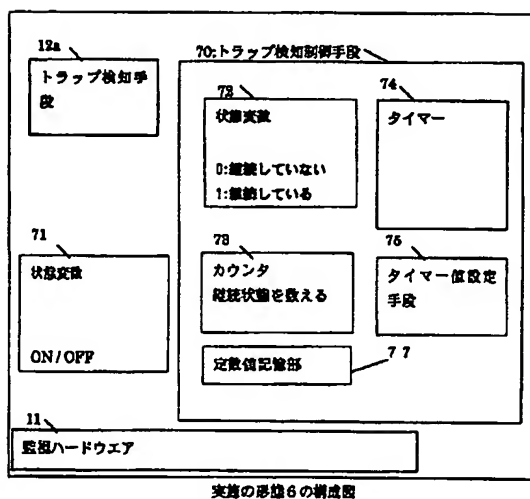 12a
トラップ検知手
段
70:トラップ検知制御手段
72
状態変数
0:継続していない
1:継続している
74
タイマー
71
状態変数
ON/OFF
73
カウンタ
継続状態を数える
75
タイマー値設定
手段
定数値記憶部
77
11
監視ハードウエア
実施の形態6の構成図